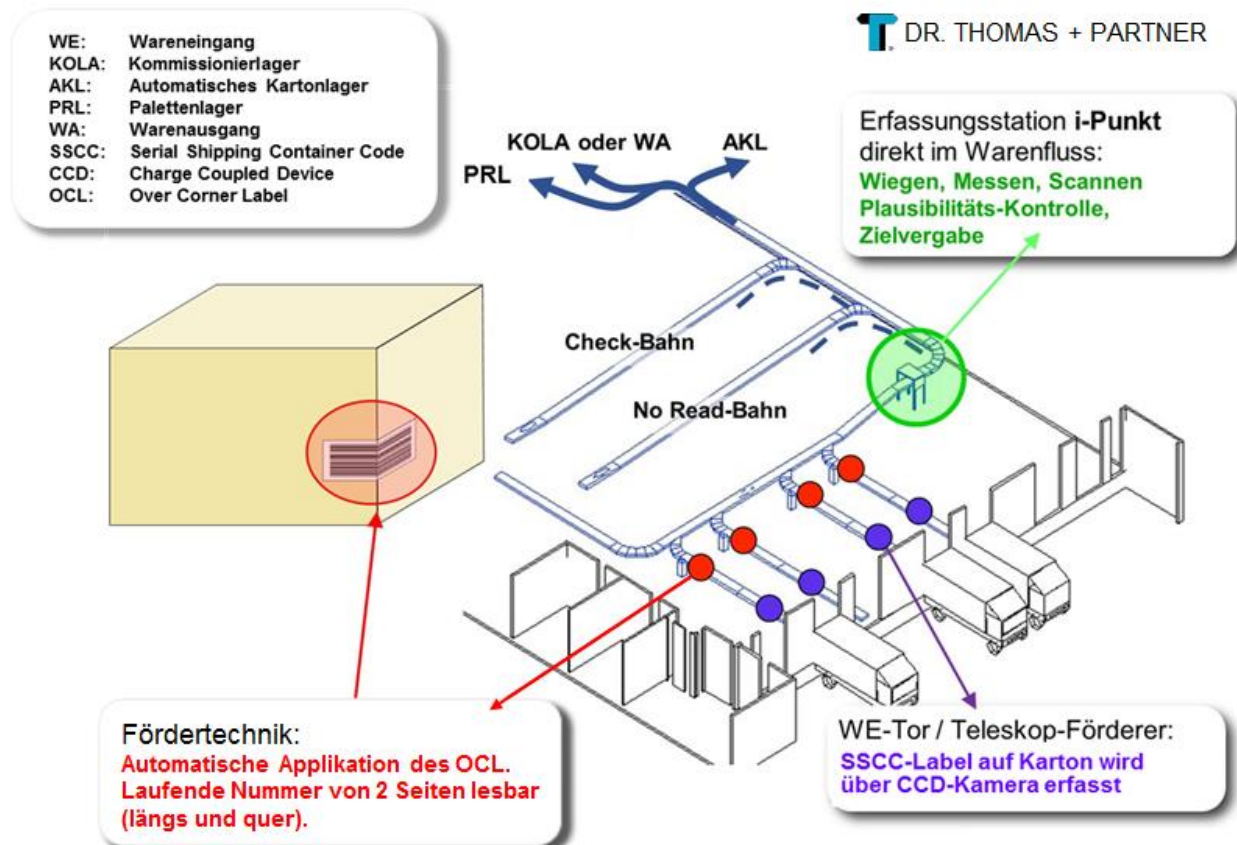 WE: Wareneingang
KOLA: Kommissionierlager
AKL: Automatisches Kartonlager
PRL: Palettenlager
WA: Warenausgang
SSCC: Serial Shipping Container Code
CCD: Charge Coupled Device
OCL: Over Corner Label
DR. THOMAS + PARTNER
Erfassungsstation i-Punkt
direkt im Warenfluss:
Wiegen, Messen, Scannen
Plausibilitäts-Kontrolle,
Zielvergabe
KOLA oder WA
AKL
PRL
Check-Bahn
No Read-Bahn
Fördertechnik:
Automatische Applikation des OCL.
Laufende Nummer von 2 Seiten lesbar
(längs und quer).
WE-Tor / Teleskop-Förderer:
SSCC-Label auf Karton wird
über CCD-Kamera erfasst